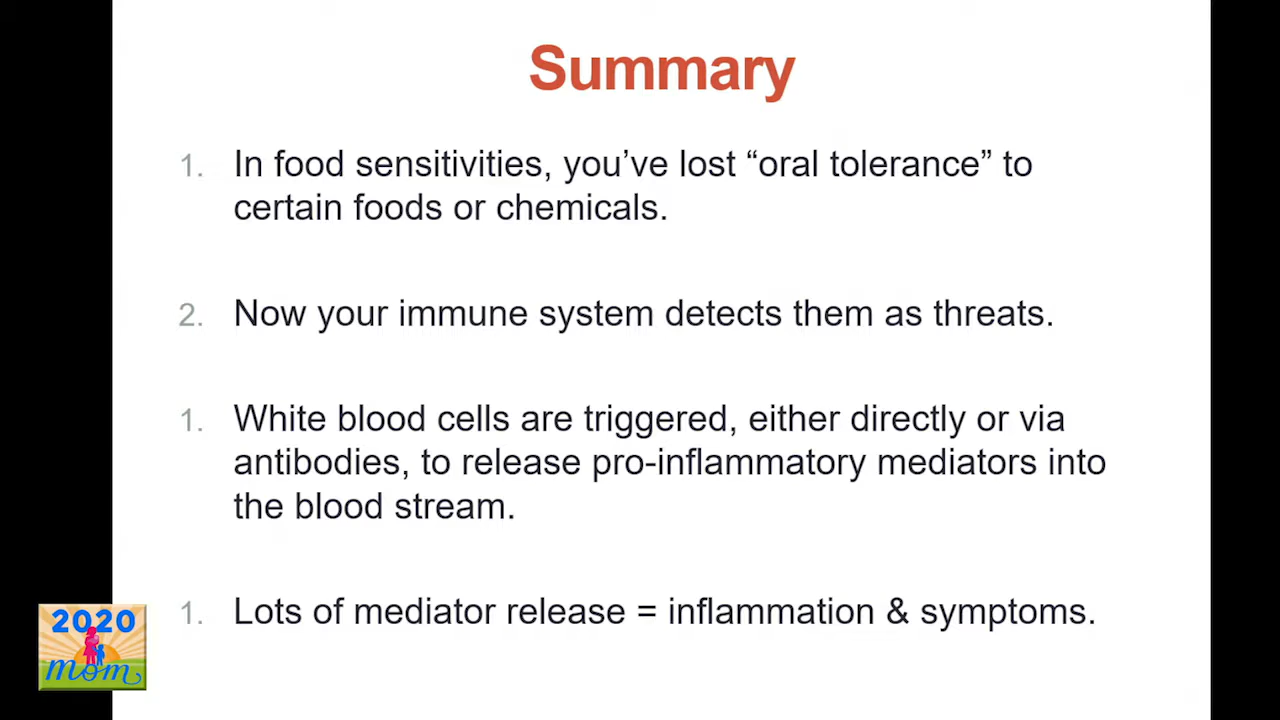 Summary
1. In food sensitivities, you’ve lost “oral tolerance” to
certain foods or chemicals.
2. Now your immune system detects them as threats.
1. White blood cells are triggered, either directly or via
antibodies, to release pro-inflammatory mediators into
the blood stream.
1. Lots of mediator release = inflammation & symptoms.
2020
mom